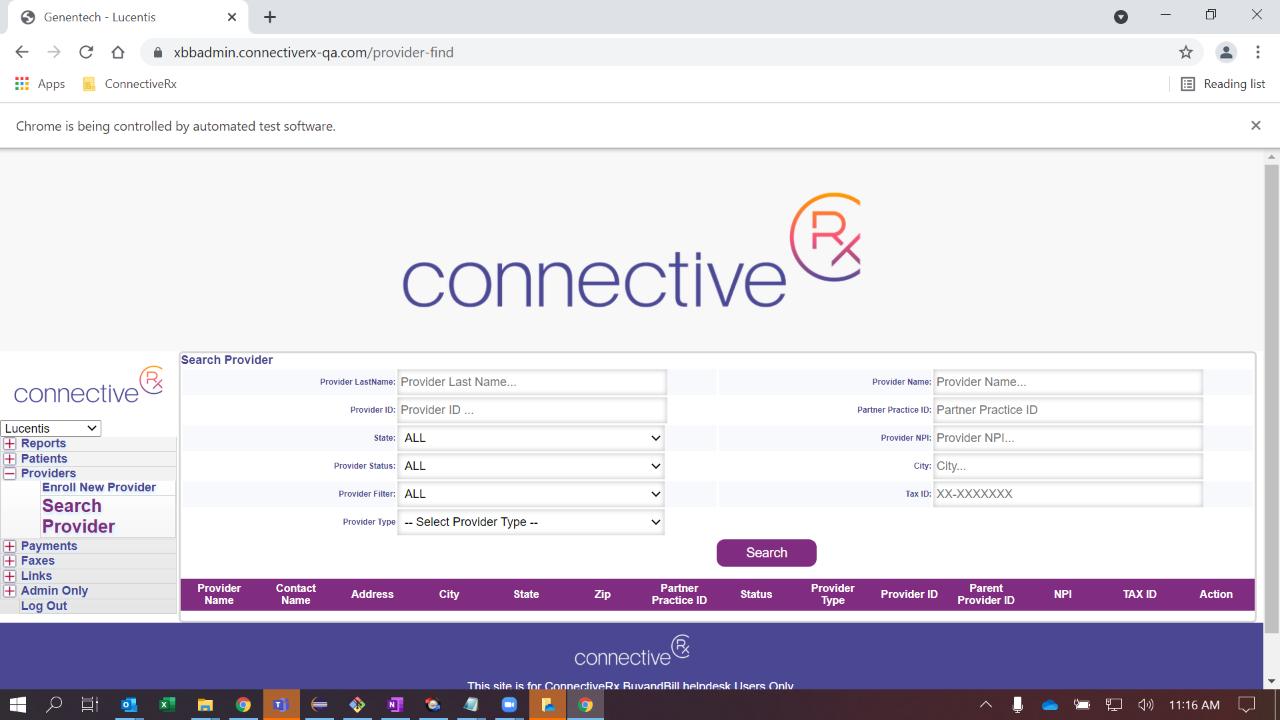 Genentech - Lucentis
xbbadmin.connectiverx-qa.com/provider-find
Apps
ConnectiveRx
Reading list
Chrome is being controlled by automated test software.
connective Rx
connective Rx
Lucentis
Reports
Patients
Providers
Enroll New Provider
Search
Provider
Payments
Faxes
Links
Admin Only
Log Out
Search Provider
Provider LastName: Provider Last Name...
Provider Name: Provider Name...
Provider ID: Provider ID ...
Partner Practice ID: Partner Practice ID
State: ALL
Provider NPI: Provider NPI...
Provider Status: ALL
City: City...
Provider Filter: ALL
Tax ID: XX-XXXXXXX
Provider Type -- Select Provider Type --
Search
Provider Name
Contact Name
Address
City
State
Zip
Partner Practice ID
Status
Provider Type
Provider ID
Parent Provider ID
NPI
TAX ID
Action
connective Rx
This site is for ConnectiveRx BuyandBill helpdesk Users Only
11:16 AM